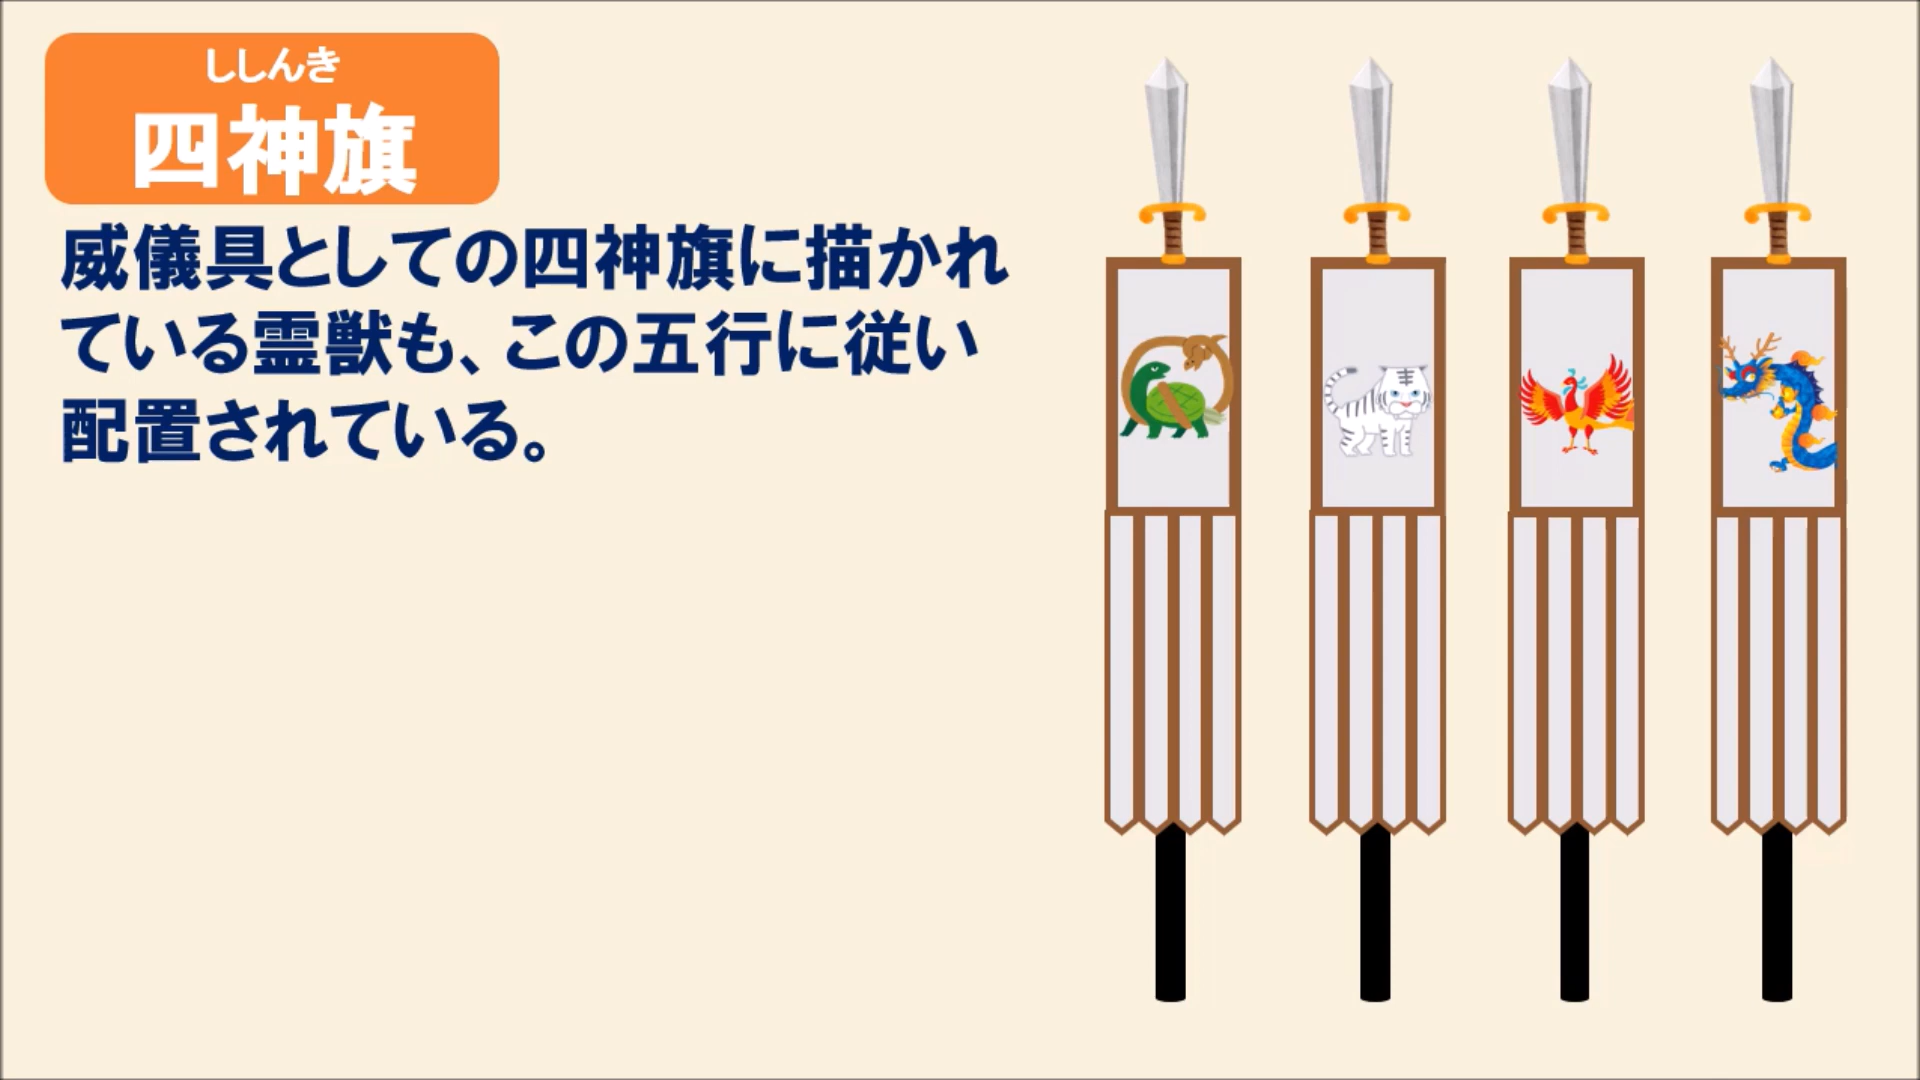 ししんき
四神旗
威儀具としての四神旗に描かれ
ている霊獣も、この五行に従い
配置されている。